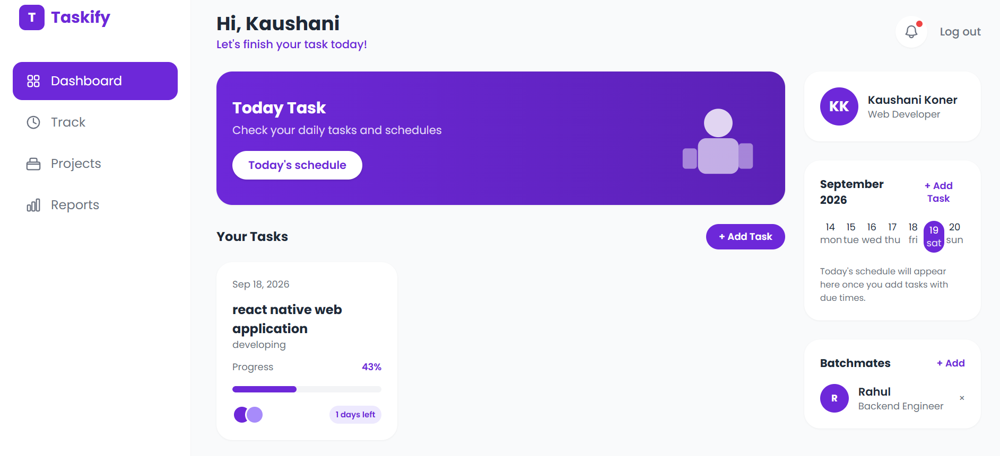 T Taskify
Dashboard
Track
Projects
Reports
Hi, Kaushani
Let's finish your task today!
Log out
Today Task
Check your daily tasks and schedules
Today's schedule
Your Tasks
+ Add Task
Sep 18, 2026
react native web
application
developing
Progress 43%
1 days left
KK
Kaushani Koner
Web Developer
September
2026
+ Add
Task
14 15 16 17 18 19 20
mon tue wed thu fri sat sun
Today's schedule will appear
here once you add tasks with
due times.
Batchmates + Add
R
Rahul
Backend Engineer
×